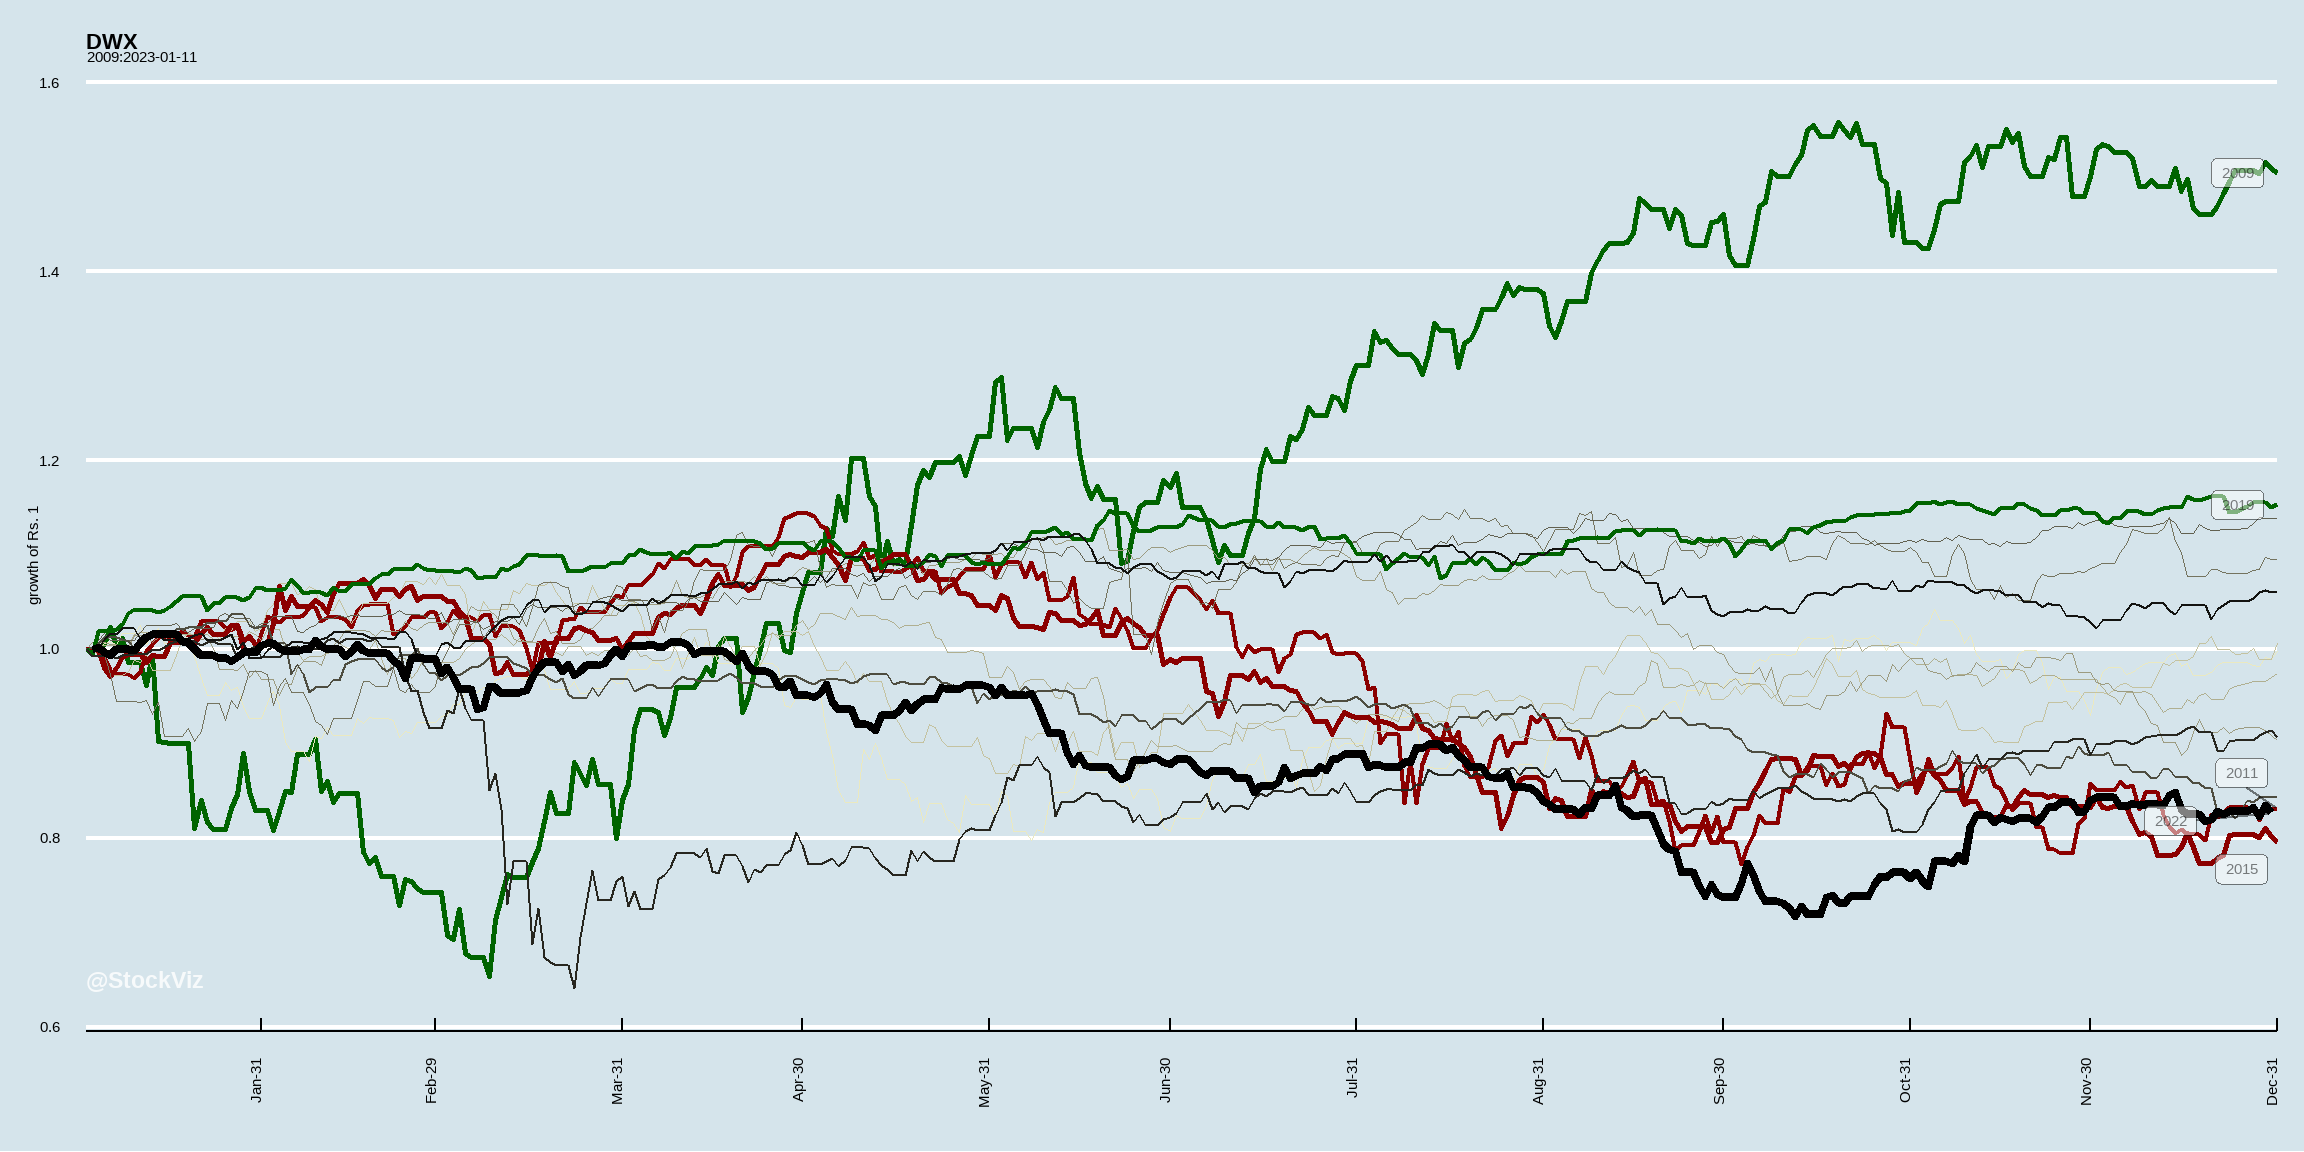 DWX
2009:2023-01-11
growth of Rs. 1
1.6
1.4
1.2
1.0
0.8
0.6
2009
2019
2011
2022
2015
@StockViz
Jan-31
Feb-29
Mar-31
Apr-30
May-31
Jun-30
Jul-31
Aug-31
Sep-30
Oct-31
Nov-30
Dec-31